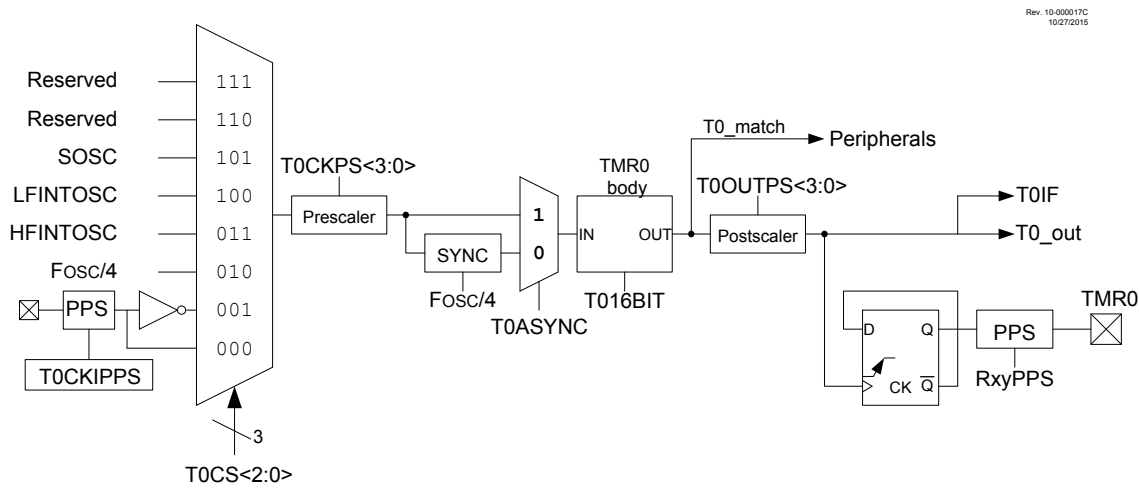 Rev. 10-000017C
10/27/2015
Reserved
111
Reserved
110
SOSC
101
LFINTOSC
100
HFINTOSC
011
FOSC/4
010
PPS
001
000
T0CKIPPS
3
T0CS<2:0>
T0CKPS<3:0>
Prescaler
SYNC
FOSC/4
1
0
T0ASYNC
TMR0
body
IN
OUT
T016BIT
T0_match
Peripherals
T0OUTPS<3:0>
Postscaler
T0IF
T0_out
D
Q
CK
Q
PPS
RxyPPS
TMR0